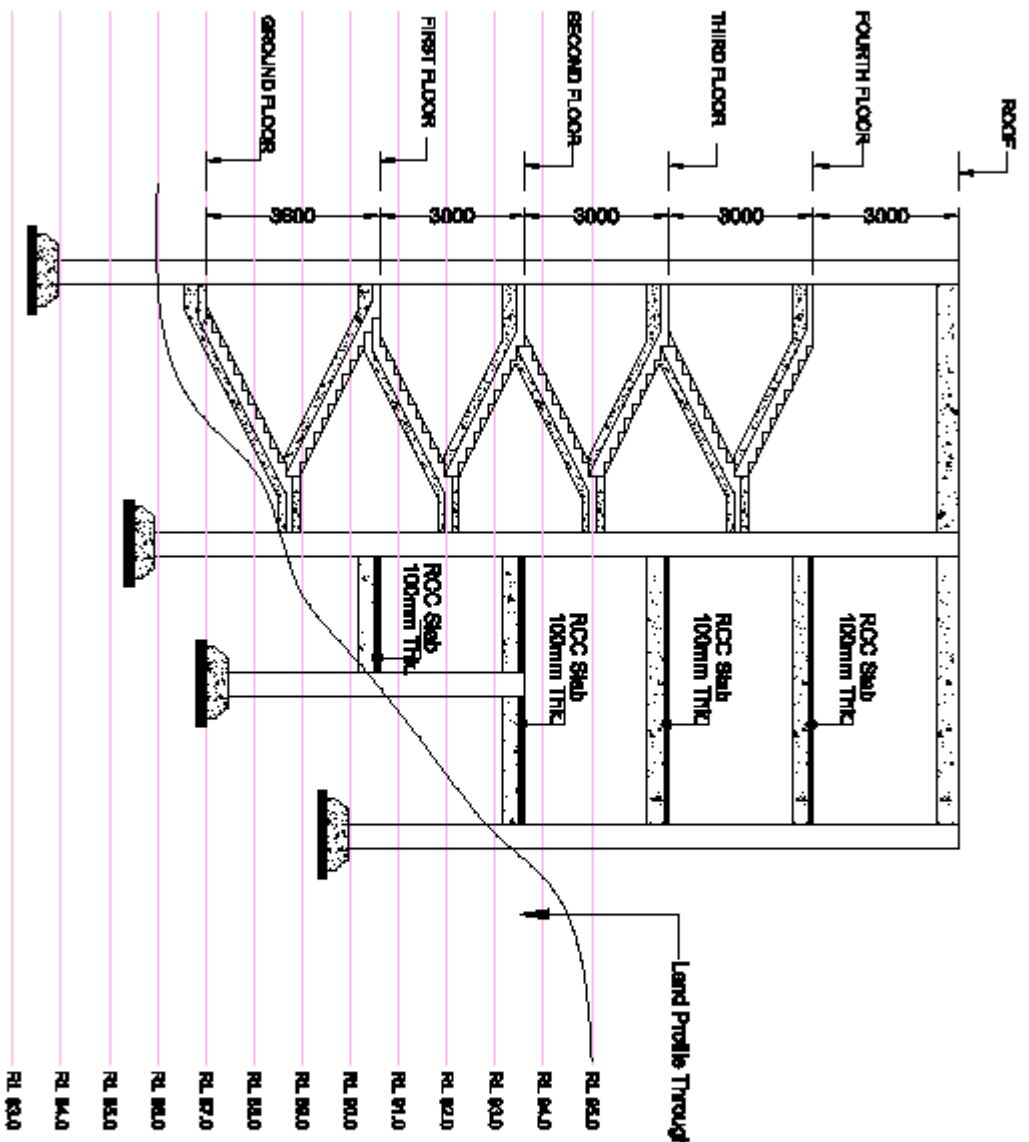 ROOF
3000
FOURTH FLOOR
RCC Slab
100mm Thk.
3000
THIRD FLOOR
RCC Slab
100mm Thk.
Land Profile Through
3000
SECOND FLOOR
RCC Slab
100mm Thk.
3000
FIRST FLOOR
RCC Slab
100mm Thk.
3600
GROUND FLOOR
RL 95.0
RL 94.0
RL 93.0
RL 92.0
RL 91.0
RL 90.0
RL 89.0
RL 88.0
RL 87.0
RL 86.0
RL 85.0
RL 84.0
RL 83.0